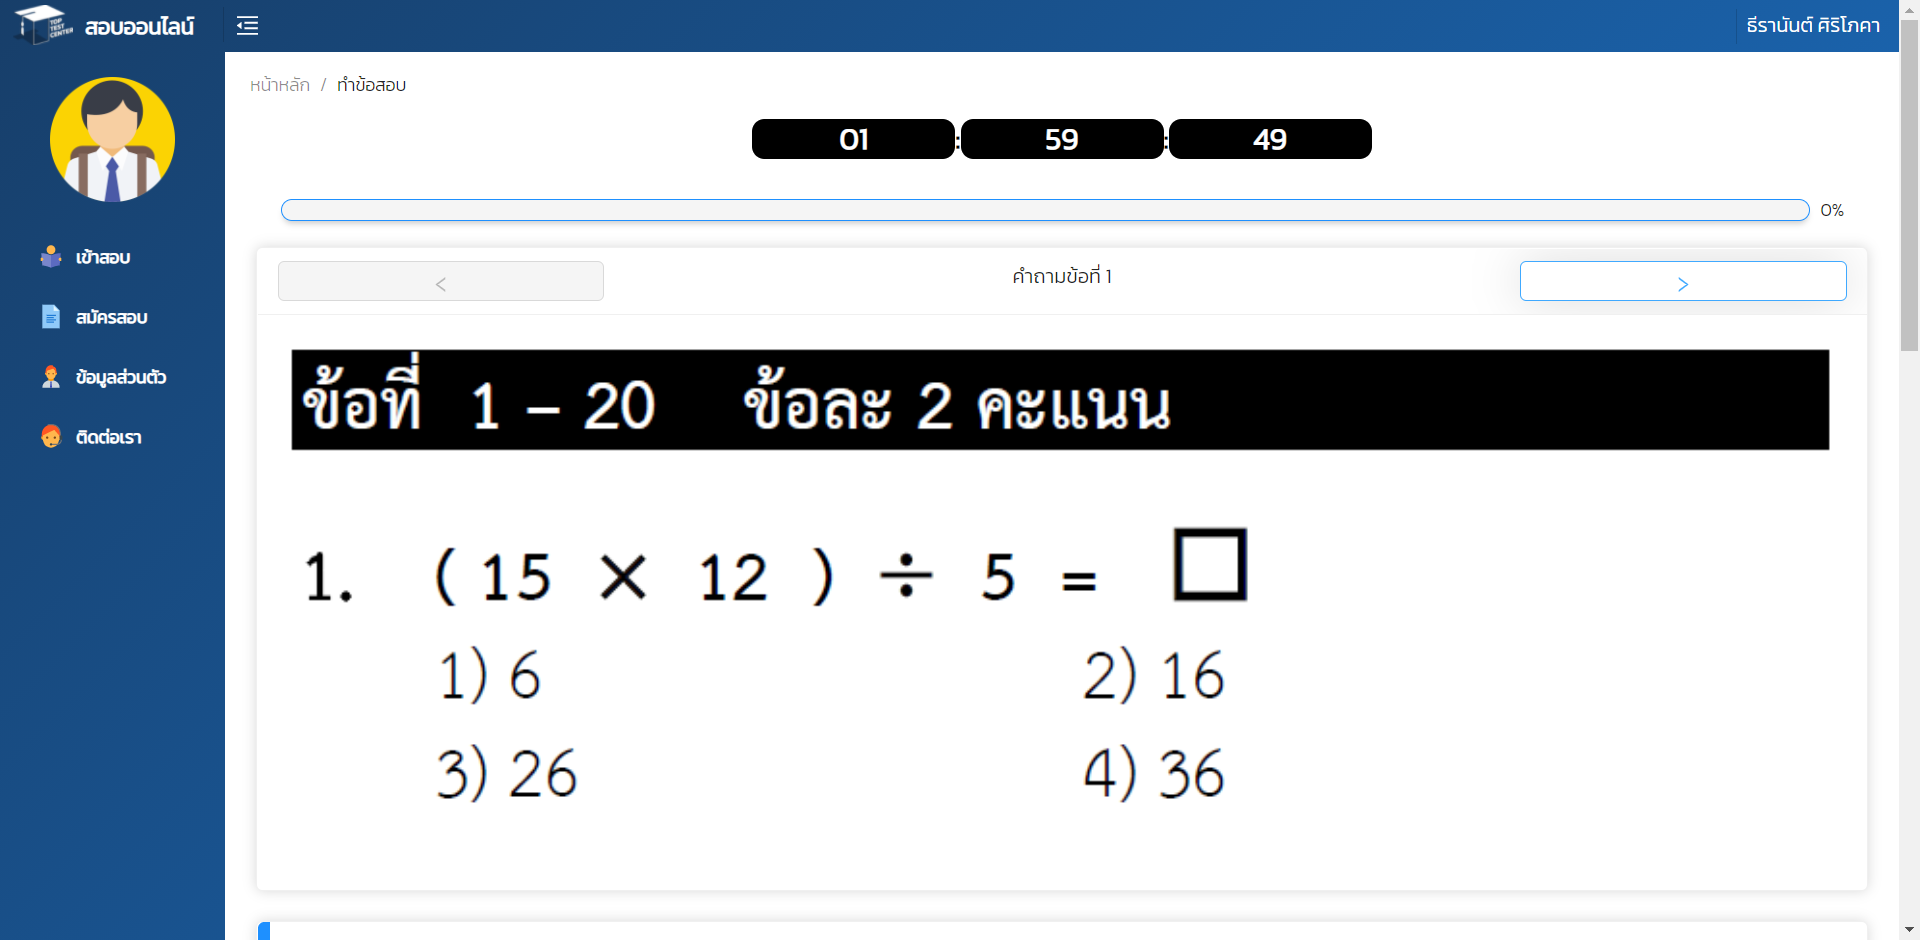 TOP TEST CENTER สอบออนไลน์
ธีรานันต์ ศิริโภคา
หน้าหลัก / ทำข้อสอบ
01 : 59 : 49
0%
เข้าสอบ
สมัครสอบ
ข้อมูลส่วนตัว
ติดต่อเรา
< คำถามข้อที่ 1 >
ข้อที่ 1 – 20 ข้อละ 2 คะแนน
1. ( 15 × 12 ) ÷ 5 = □
1) 6 2) 16
3) 26 4) 36